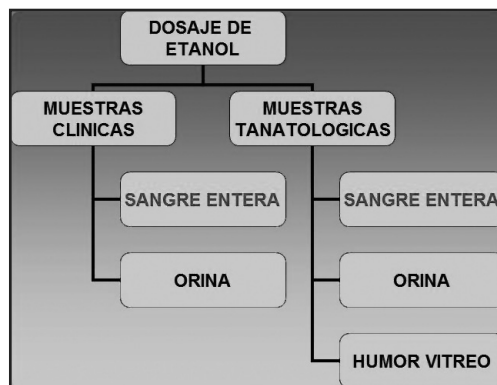 DOSAJE DE
ETANOL
MUESTRAS
CLINICAS
MUESTRAS
TANATOLOGICAS
SANGRE ENTERA
ORINA
SANGRE ENTERA
ORINA
HUMOR VITREO